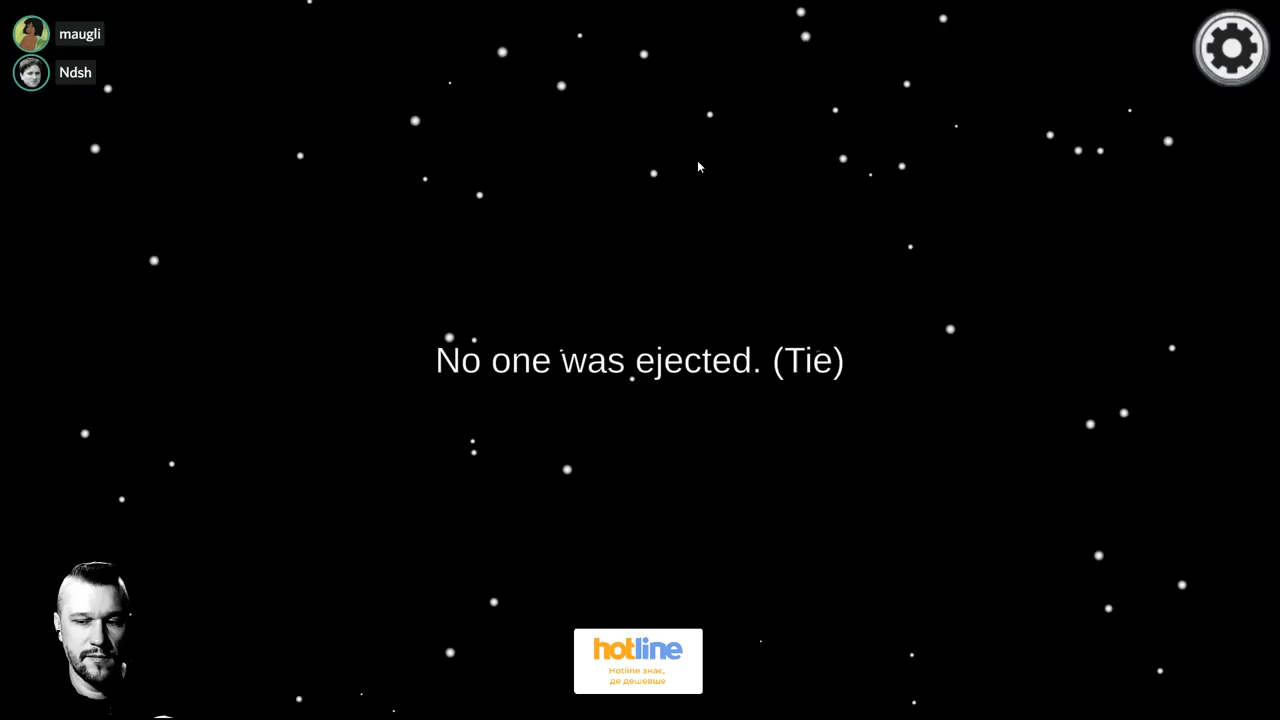 maugli
Ndsh
No one was ejected. (Tie)
hotline
Hotline знає,
де дешевше